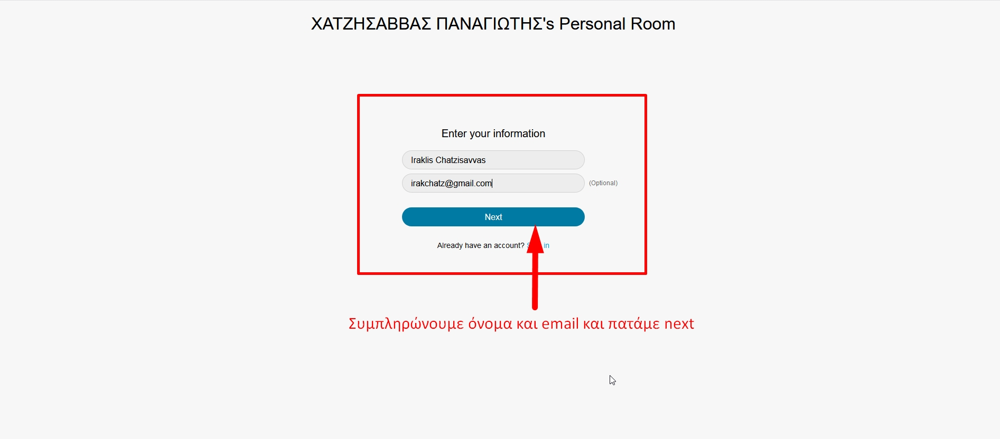 ΧΑΤΖΗΣΑΒΒΑΣ ΠΑΝΑΓΙΩΤΗΣ's Personal Room
Enter your information
Iraklis Chatzisavvas
irakchatz@gmail.com (Optional)
Next
Already have an account? in
Συμπληρώνουμε όνομα και email και πατάμε next